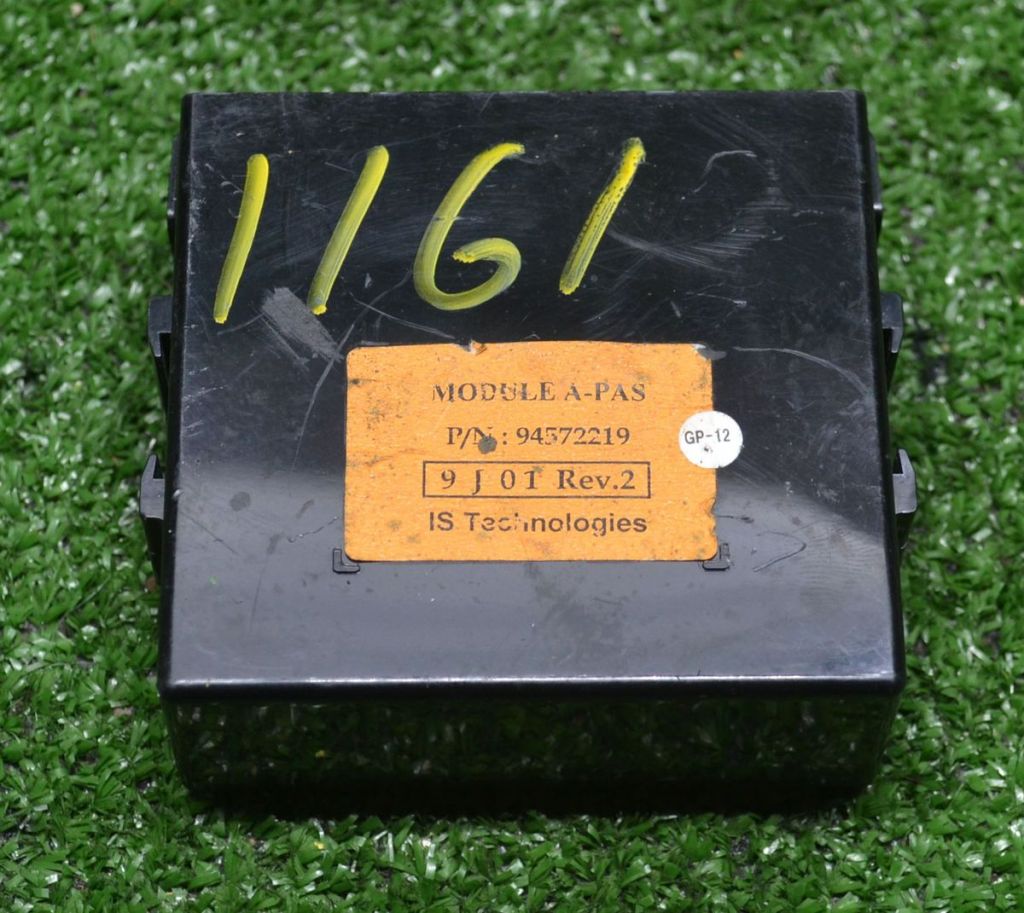 1161
MODULE A-PAS
P/N : 94572219
GP-12
9 J 01 Rev.2
IS Technologies